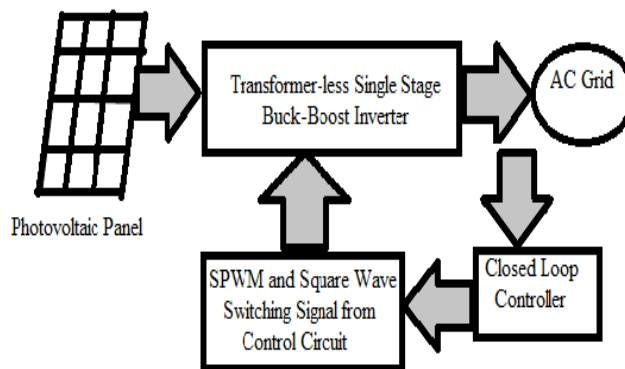 Transformer-less Single Stage
Buck-Boost Inverter
AC Grid
Photovoltaic Panel
SPWM and Square Wave
Switching Signal from
Control Circuit
Closed Loop
Controller